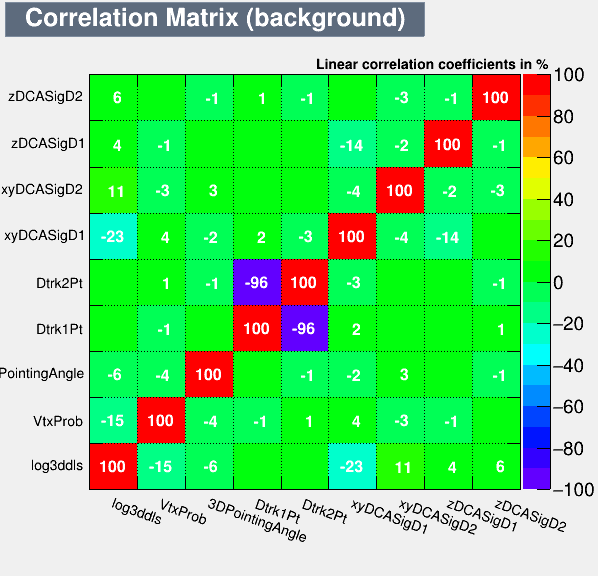 Correlation Matrix (background)
Linear correlation coefficients in %
zDCASigD2 6 -1 1 -1 -3 -1 100
zDCASigD1 4 -1 -14 -2 100 -1
xyDCASigD2 11 -3 3 -4 100 -2 -3
xyDCASigD1 -23 4 -2 2 -3 100 -4 -14
Dtrk2Pt 1 -1 -96 100 -3 -1
Dtrk1Pt -1 100 -96 2 1
PointingAngle -6 -4 100 -1 -2 3 -1
VtxProb -15 100 -4 -1 1 4 -3 -1
log3ddls 100 -15 -6 -23 11 4 6
log3ddls VtxProb 3DPointingAngle Dtrk1Pt Dtrk2Pt xyDCASigD1 xyDCASigD2 zDCASigD1 zDCASigD2
100
80
60
40
20
0
−20
−40
−60
−80
−100